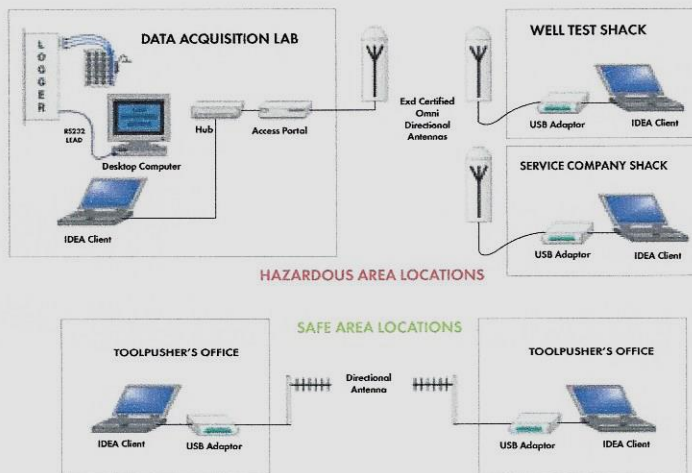 DATA ACQUISITION LAB
LOGGER
RS232
LEAD
Desktop Computer
Hub
Access Portal
IDEA Client
Exd Certified
Omni
Directional
Antennas
WELL TEST SHACK
USB Adaptor
IDEA Client
SERVICE COMPANY SHACK
USB Adaptor
IDEA Client
HAZARDOUS AREA LOCATIONS
SAFE AREA LOCATIONS
TOOLPUSHER'S OFFICE
IDEA Client
USB Adaptor
Directional
Antenna
TOOLPUSHER'S OFFICE
USB Adaptor
IDEA Client